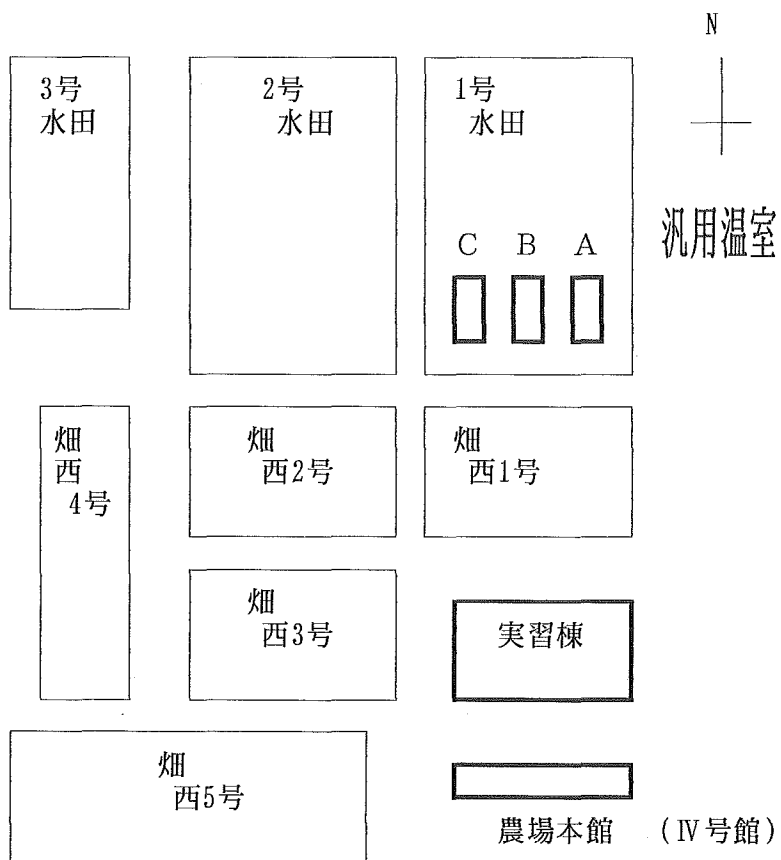 N
3号
水田
2号
水田
1号
水田
汎用温室
C B A
畑
西
4号
畑
西2号
畑
西1号
畑
西3号
実習棟
畑
西5号
農場本館 (Ⅳ号館)